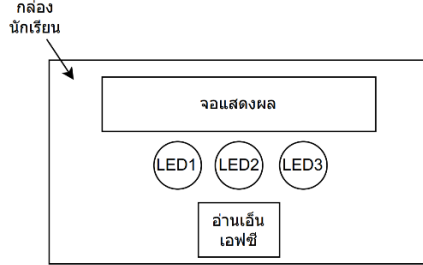 กล่อง
นักเรียน
จอแสดงผล
LED1 LED2 LED3
อ่านเอ็น
เอฟซี